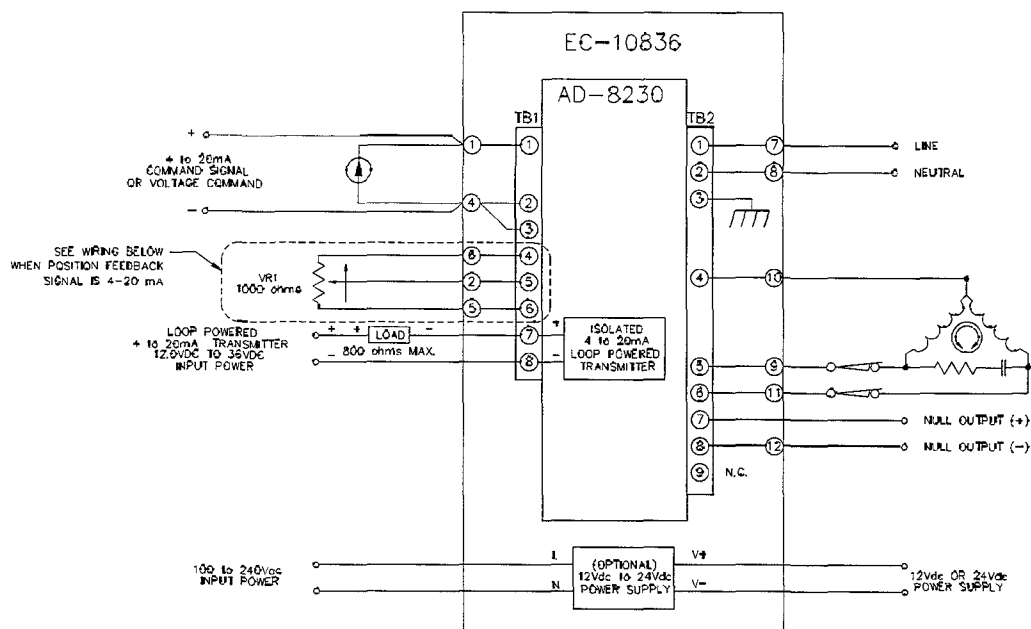 EC-10836
AD-8230
TB1
TB2
+
4 to 20mA
COMMAND SIGNAL
OR VOLTAGE COMMAND
-
1
4
1
2
3
SEE WIRING BELOW
WHEN POSITION FEEDBACK
SIGNAL IS 4-20 mA
VR1
1000 ohms
6
2
5
4
5
6
LOOP POWERED
4 to 20mA TRANSMITTER
12.0VDC TO 36VDC
INPUT POWER
+
+
LOAD
-
7
+
-
800 ohms MAX.
8
-
ISOLATED
4 to 20mA
LOOP POWERED
TRANSMITTER
1
7
LINE
2
8
NEUTRAL
3
4
10
5
9
6
11
7
NULL OUTPUT (+)
8
12
NULL OUTPUT (-)
9
N.C.
100 to 240Vac
INPUT POWER
L
N
(OPTIONAL)
12Vdc to 24Vdc
POWER SUPPLY
V+
V-
12Vdc OR 24Vdc
POWER SUPPLY